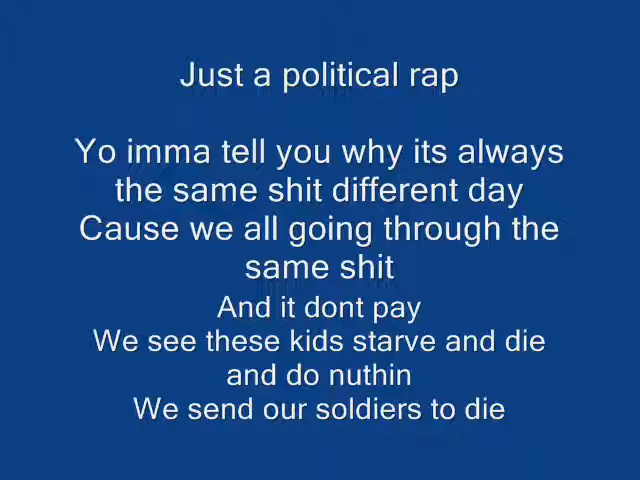 Just a political rap
Yo imma tell you why its always
the same shit different day
Cause we all going through the
same shit
And it dont pay
We see these kids starve and die
and do nuthin
We send our soldiers to die